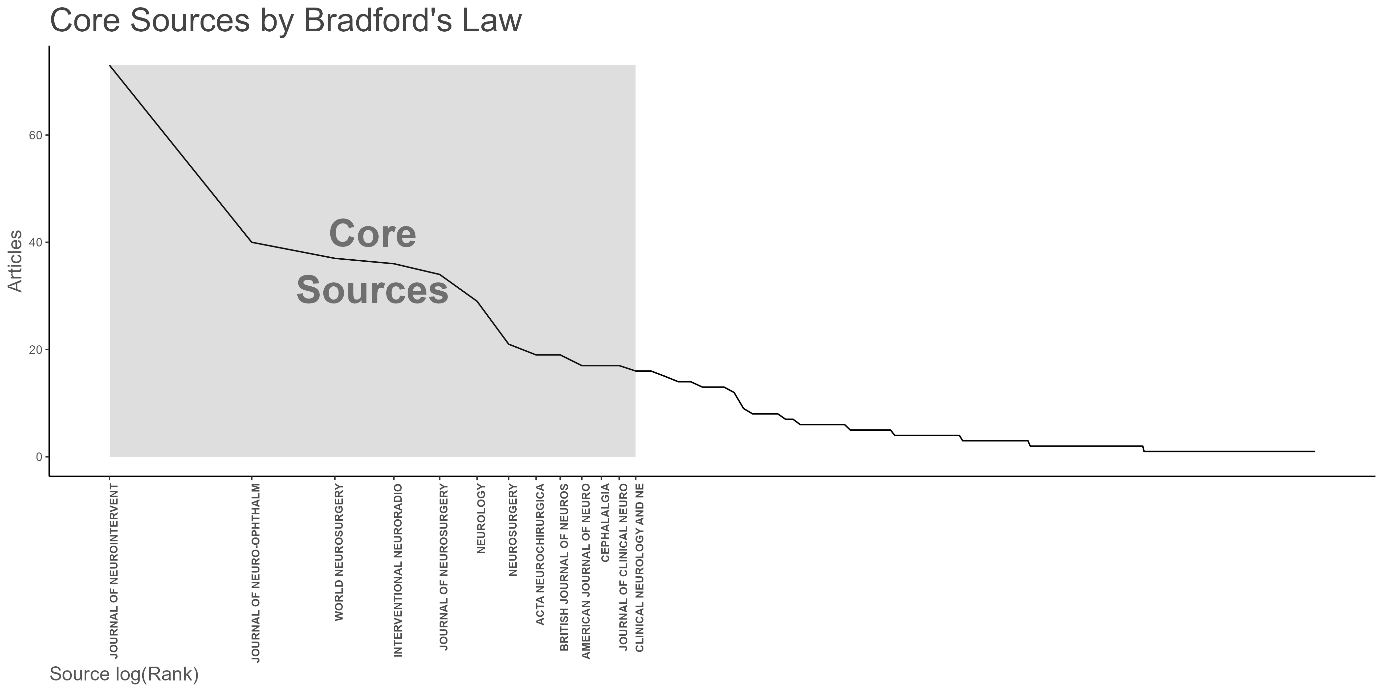 Core Sources by Bradford's Law
Articles
60
40
20
0
Core
Sources
JOURNAL OF NEUROINTERVENT
JOURNAL OF NEURO-OPHTHALM
WORLD NEUROSURGERY
INTERVENTIONAL NEURORADIO
JOURNAL OF NEUROSURGERY
NEUROLOGY
NEUROSURGERY
ACTA NEUROCHIRURGICA
BRITISH JOURNAL OF NEUROS
AMERICAN JOURNAL OF NEURO
CEPHALALGIA
JOURNAL OF CLINICAL NEURO
CLINICAL NEUROLOGY AND NE
Source log(Rank)